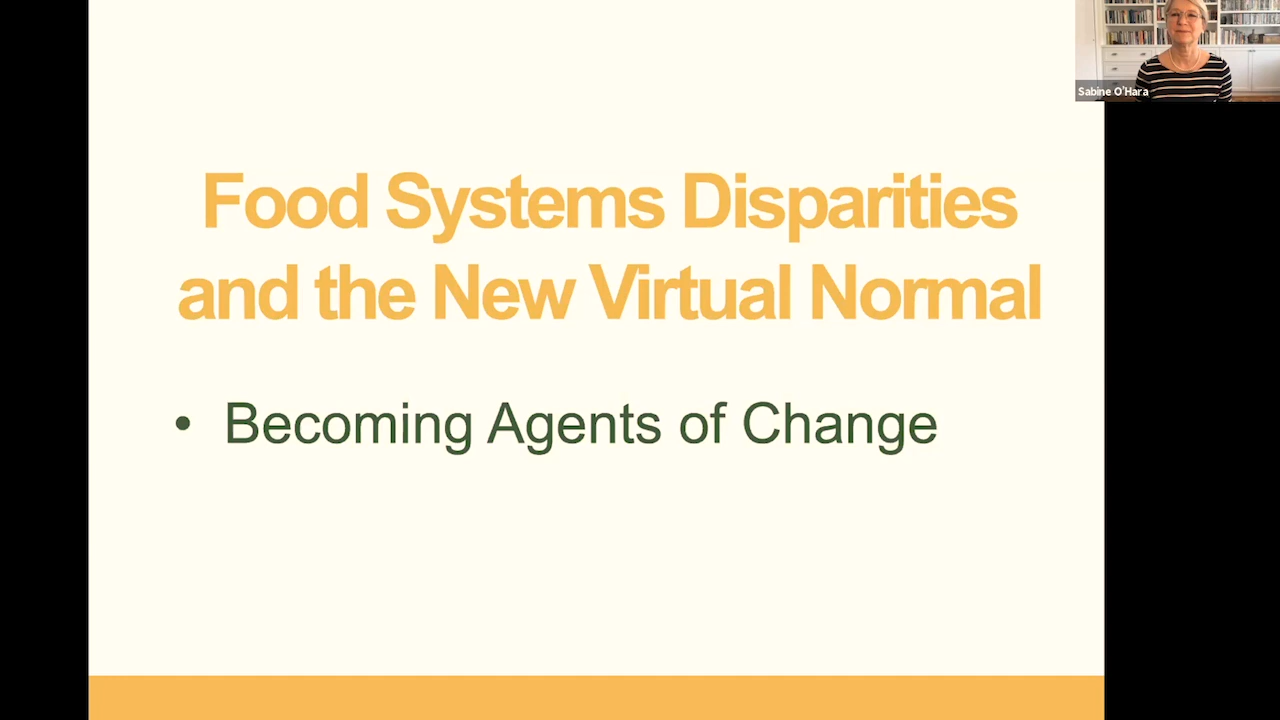 Sabine O'Hara
Food Systems Disparities
and the New Virtual Normal
• Becoming Agents of Change